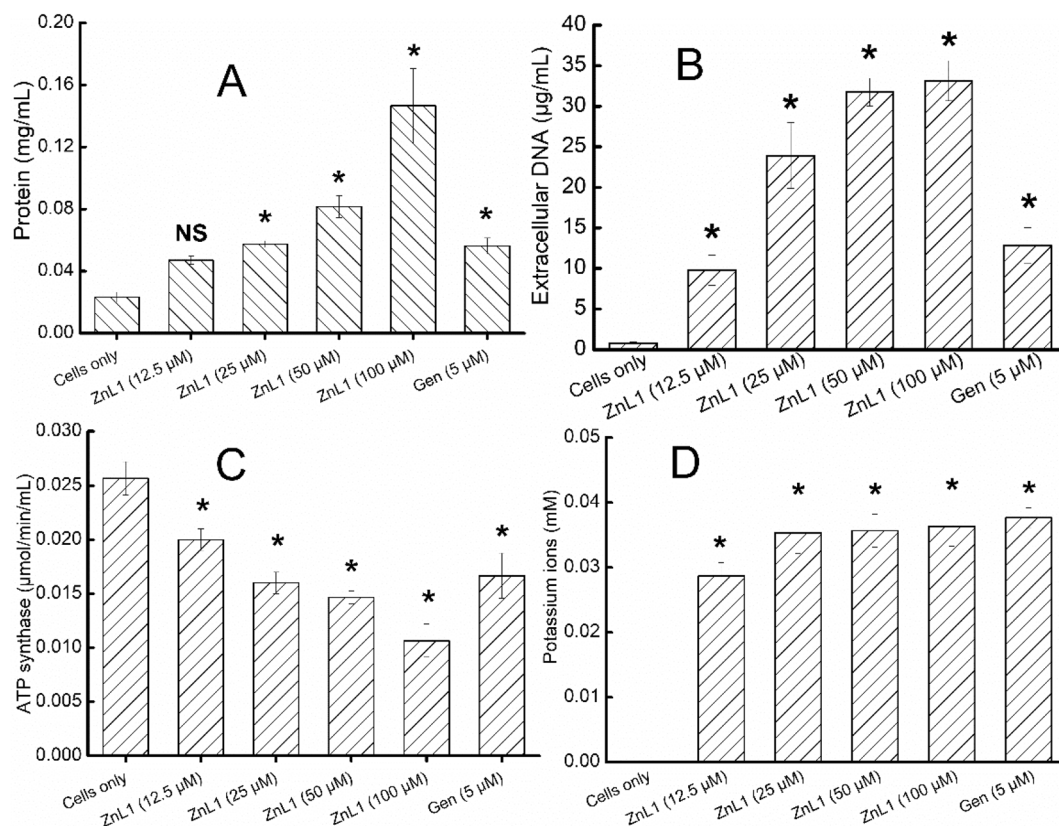 A
Protein (mg/mL)
0.20
0.16
0.12
0.08
0.04
0.00
NS
*
*
*
*
Cells only
ZnL1 (12.5 µM)
ZnL1 (25 µM)
ZnL1 (50 µM)
ZnL1 (100 µM)
Gen (5 µM)
B
Extracellular DNA (µg/mL)
40
35
30
25
20
15
10
5
0
*
*
*
*
*
Cells only
ZnL1 (12.5 µM)
ZnL1 (25 µM)
ZnL1 (50 µM)
ZnL1 (100 µM)
Gen (5 µM)
C
ATP synthase (µmol/min/mL)
0.030
0.025
0.020
0.015
0.010
0.005
0.000
*
*
*
*
*
Cells only
ZnL1 (12.5 µM)
ZnL1 (25 µM)
ZnL1 (50 µM)
ZnL1 (100 µM)
Gen (5 µM)
D
Potassium ions (mM)
0.05
0.04
0.03
0.02
0.01
0.00
*
*
*
*
*
Cells only
ZnL1 (12.5 µM)
ZnL1 (25 µM)
ZnL1 (50 µM)
ZnL1 (100 µM)
Gen (5 µM)